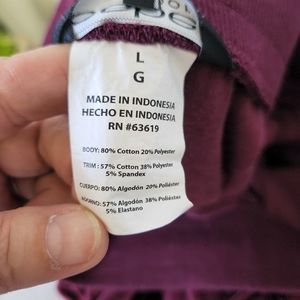 L
G
MADE IN INDONESIA
HECHO EN INDONESIA
RN #63619
BODY: 80% Cotton 20% Polyester
TRIM: 57% Cotton 38% Polyester
5% Spandex
CUERPO: 80% Algodón 20% Poliéster
ADORNO: 57% Algodón 38% Poliéster
5% Elastano